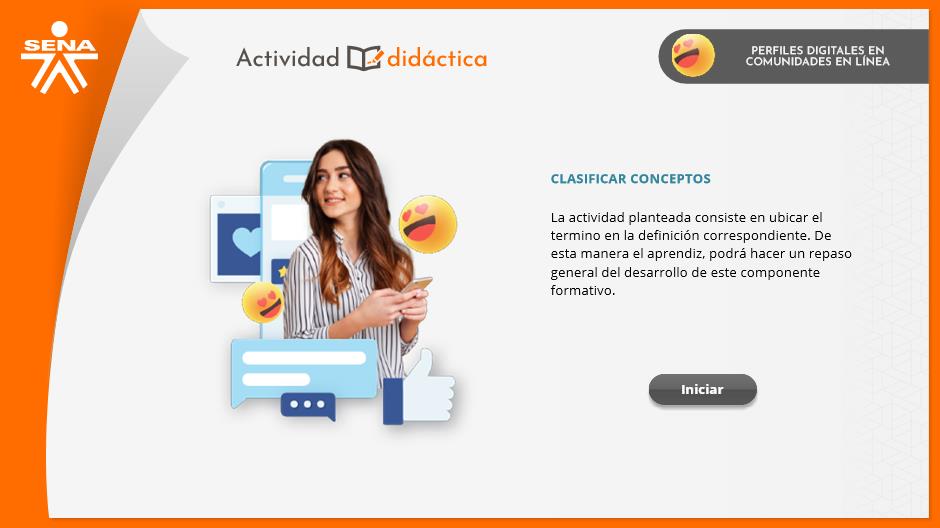 SENA
Actividad didáctica
PERFILES DIGITALES EN
COMUNIDADES EN LÍNEA
CLASIFICAR CONCEPTOS
La actividad planteada consiste en ubicar el
termino en la definición correspondiente. De
esta manera el aprendiz, podrá hacer un repaso
general del desarrollo de este componente
formativo.
Iniciar